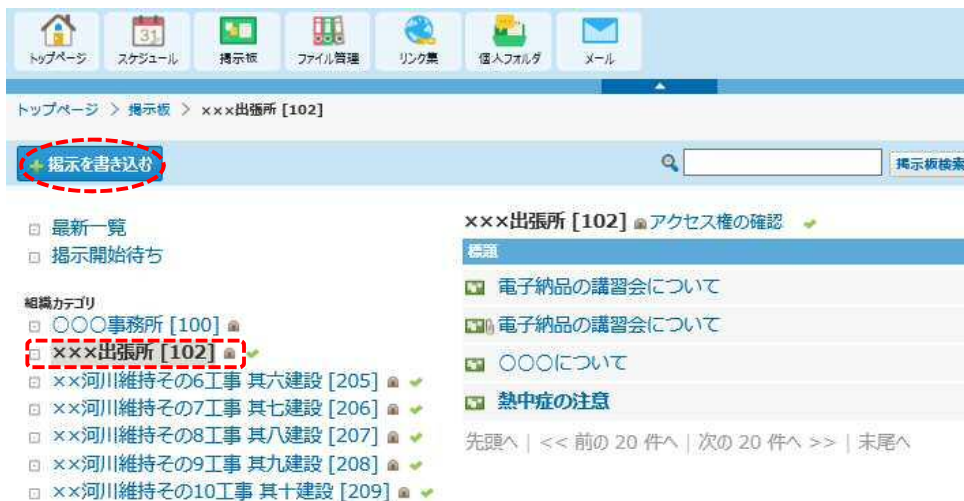 31
トップページ スケジュール 掲示板 ファイル管理 リンク集 個人フォルダ メール
トップページ > 掲示板 > ×××出張所 [102]
+ 掲示を書き込む
掲示板検索
最新一覧
掲示開始待ち
組織カテゴリ
〇〇〇事務所 [100]
×××出張所 [102]
××河川維持その6工事 其六建設 [205]
××河川維持その7工事 其七建設 [206]
××河川維持その8工事 其八建設 [207]
××河川維持その9工事 其九建設 [208]
××河川維持その10工事 其十建設 [209]
×××出張所 [102] アクセス権の確認
標題
電子納品の講習会について
電子納品の講習会について
〇〇〇について
熱中症の注意
先頭へ | << 前の 20 件へ | 次の 20 件へ >> | 末尾へ